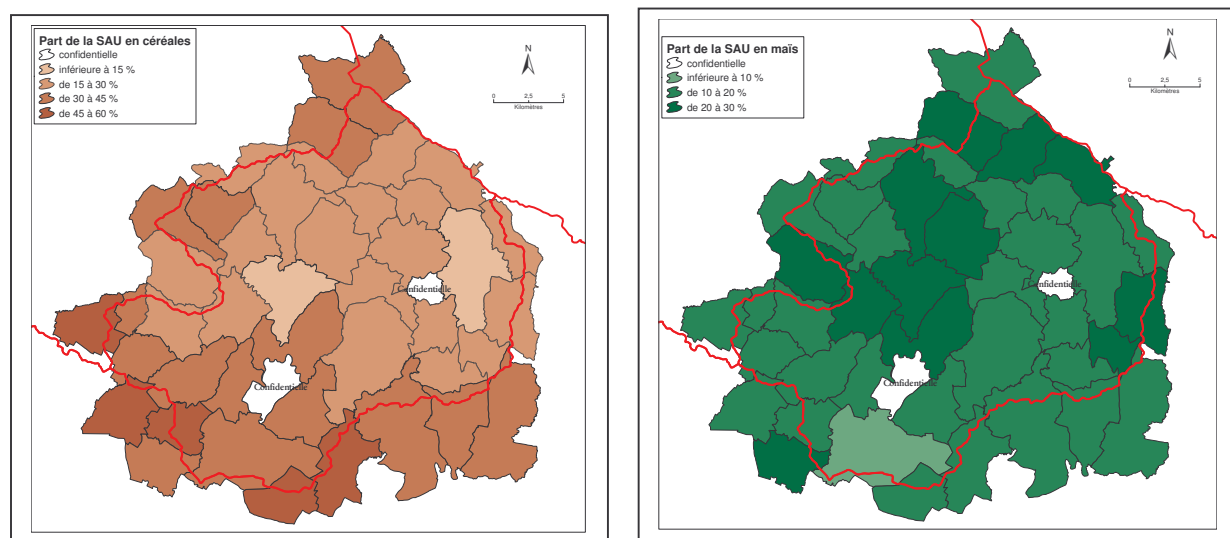 Part de la SAU en céréales
confidentielle
inférieure à 15 %
de 15 à 30 %
de 30 à 45 %
de 45 à 60 %
N
0 2,5 5
Kilomètres
Confidentielle
Confidentielle
Part de la SAU en maïs
confidentielle
inférieure à 10 %
de 10 à 20 %
de 20 à 30 %
N
0 2,5 5
Kilomètres
Confidentielle
Confidentielle